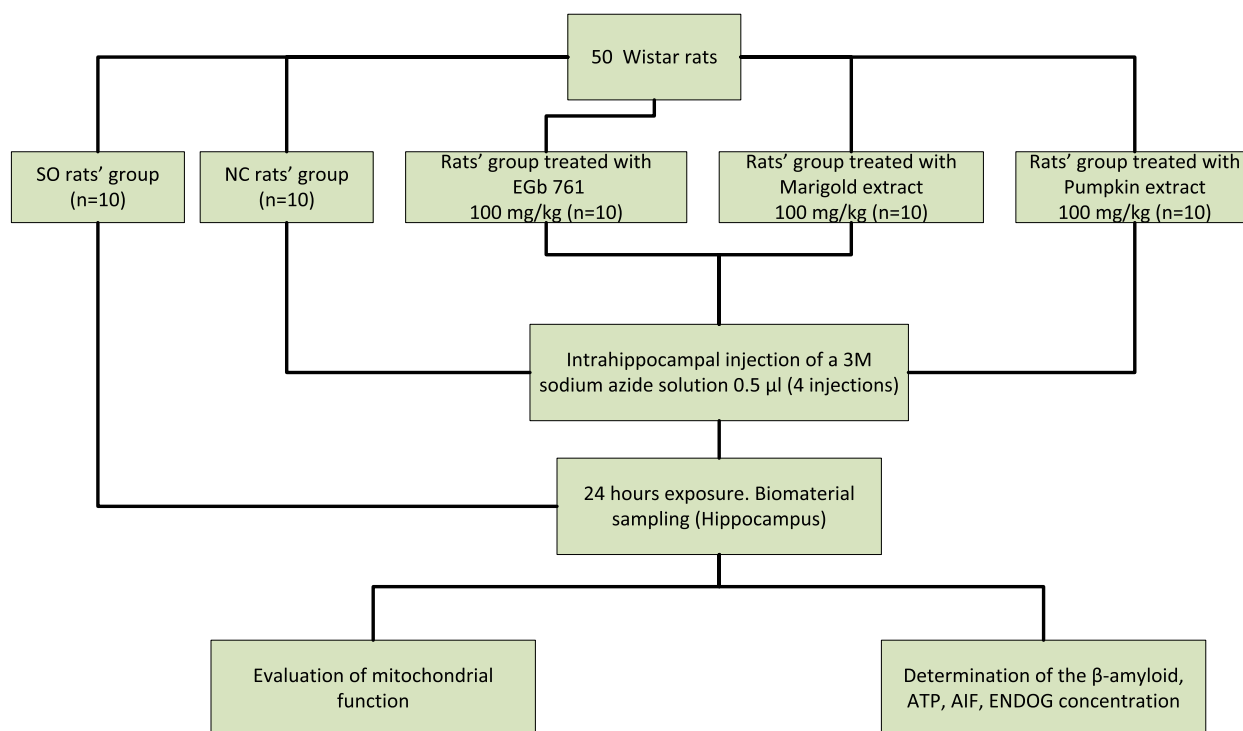 50 Wistar rats
SO rats' group
(n=10)
NC rats' group
(n=10)
Rats' group treated with
EGb 761
100 mg/kg (n=10)
Rats' group treated with
Marigold extract
100 mg/kg (n=10)
Rats' group treated with
Pumpkin extract
100 mg/kg (n=10)
Intrahippocampal injection of a 3M
sodium azide solution 0.5 µl (4 injections)
24 hours exposure. Biomaterial
sampling (Hippocampus)
Evaluation of mitochondrial
function
Determination of the β-amyloid,
ATP, AIF, ENDOG concentration